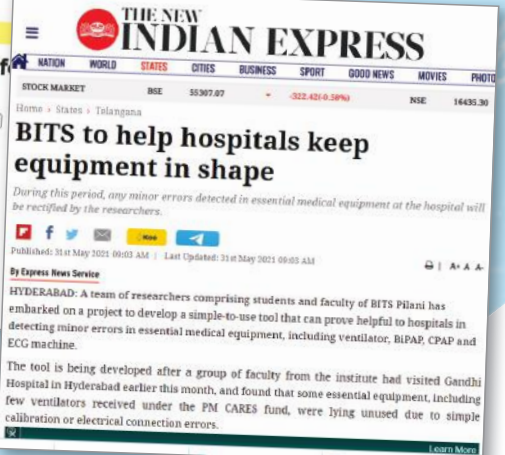 THE NEW
INDIAN EXPRESS
NATION WORLD STATES CITIES BUSINESS SPORT GOOD NEWS MOVIES PHOTO
STOCK MARKET BSE 55307.07 -322.42(-0.58%) NSE 16435.30
Home › States › Telangana
BITS to help hospitals keep
equipment in shape
During this period, any minor errors detected in essential medical equipment at the hospital will
be rectified by the researchers.
Koo
Published: 31st May 2021 09:03 AM | Last Updated: 31st May 2021 09:03 AM
| A+ A A-
By Express News Service
HYDERABAD: A team of researchers comprising students and faculty of BITS Pilani has
embarked on a project to develop a simple-to-use tool that can prove helpful to hospitals in
detecting minor errors in essential medical equipment, including ventilator, BiPAP, CPAP and
ECG machine.
The tool is being developed after a group of faculty from the institute had visited Gandhi
Hospital in Hyderabad earlier this month, and found that some essential equipment, including
few ventilators received under the PM CARES fund, were lying unused due to simple
calibration or electrical connection errors.
Learn More